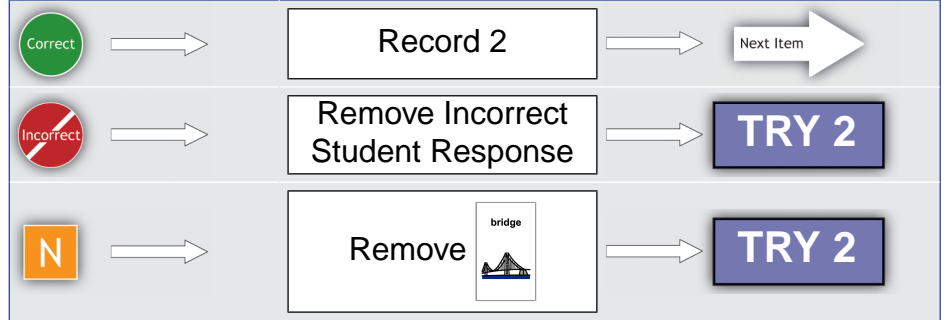 Correct
Record 2
Next Item
Incorrect
Remove Incorrect
Student Response
TRY 2
N
Remove
bridge
TRY 2